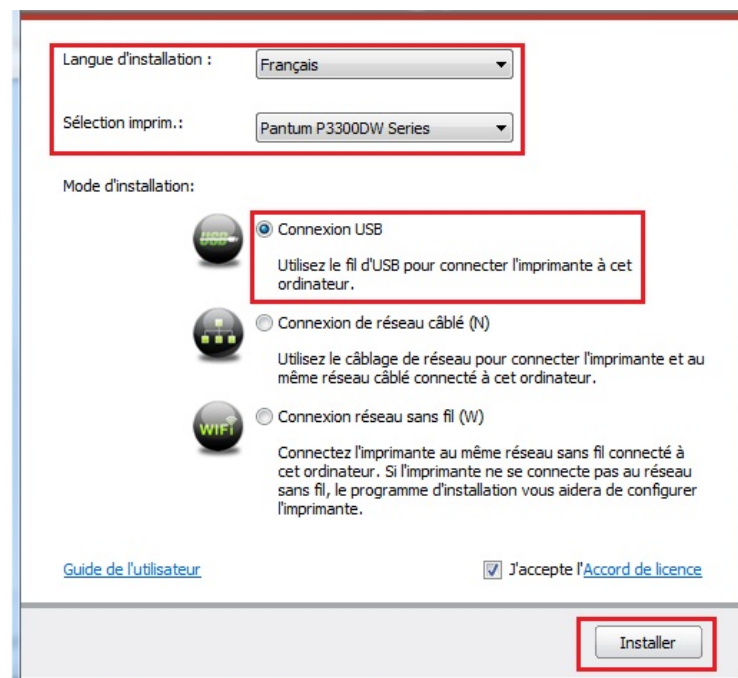 Langue d'installation :
Français
Sélection imprim.:
Pantum P3300DW Series
Mode d'installation:
USB
Connexion USB
Utilisez le fil d'USB pour connecter l'imprimante à cet
ordinateur.
Connexion de réseau câblé (N)
Utilisez le câblage de réseau pour connecter l'imprimante et au
même réseau câblé connecté à cet ordinateur.
WiFi
Connexion réseau sans fil (W)
Connectez l'imprimante au même réseau sans fil connecté à
cet ordinateur. Si l'imprimante ne se connecte pas au réseau
sans fil, le programme d'installation vous aidera de configurer
l'imprimante.
Guide de l'utilisateur
J'accepte l'Accord de licence
Installer